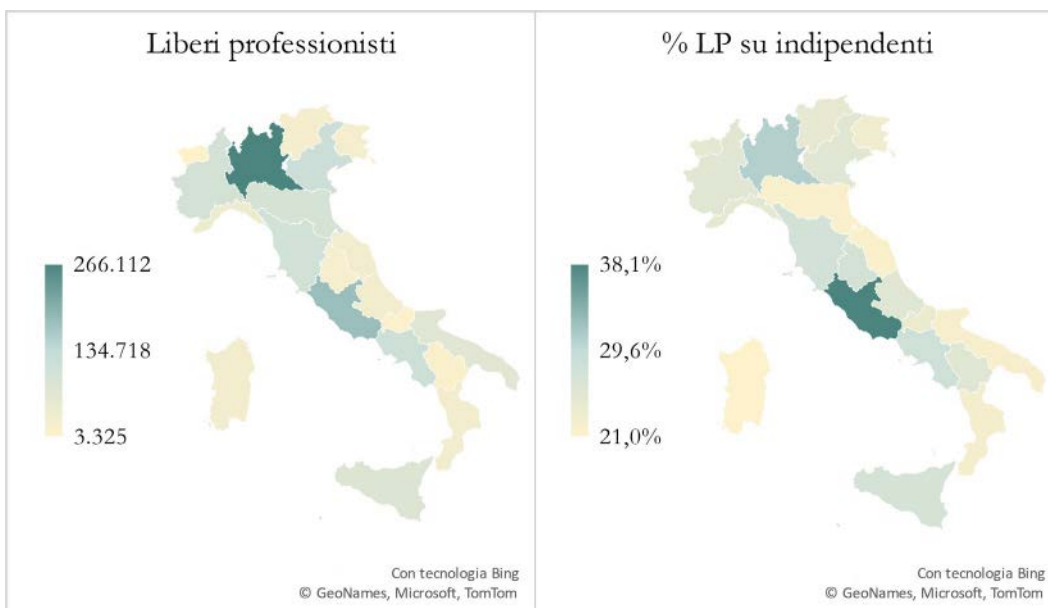 Liberi professionisti
266.112
134.718
3.325
Con tecnologia Bing
© GeoNames, Microsoft, TomTom
% LP su indipendenti
38,1%
29,6%
21,0%
Con tecnologia Bing
© GeoNames, Microsoft, TomTom